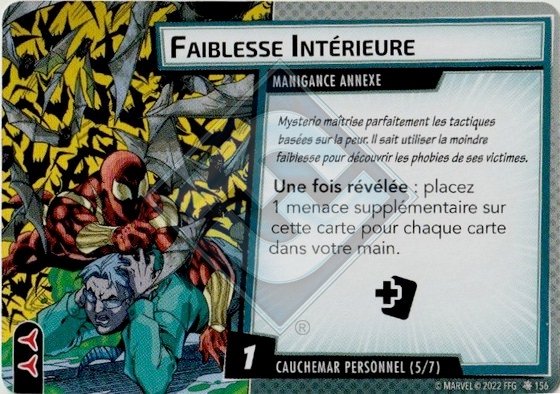 Faiblesse Intérieure
MANIGANCE ANNEXE
Mysterio maîtrise parfaitement les tactiques
basées sur la peur. Il sait utiliser la moindre
faiblesse pour découvrir les phobies de ses victimes.
Une fois révélée : placez
1 menace supplémentaire sur
cette carte pour chaque carte
dans votre main.
®
1
CAUCHEMAR PERSONNEL (5/7)
© MARVEL © 2022 FFG 156